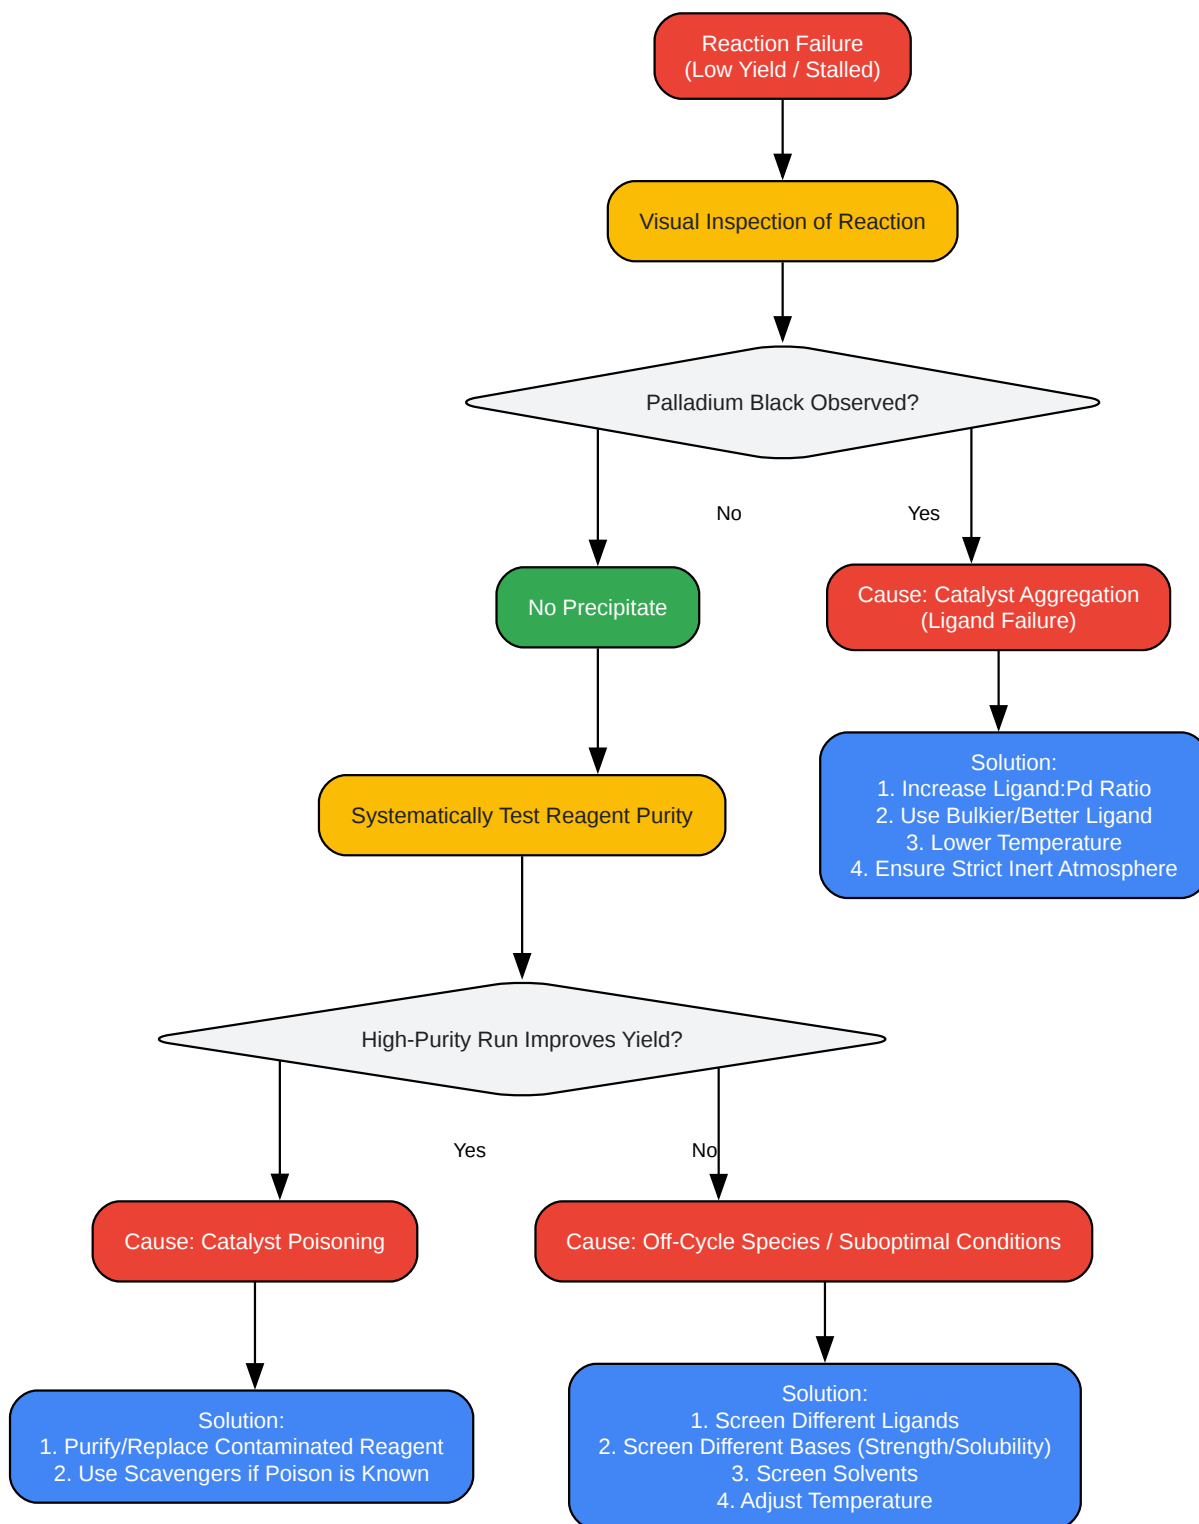 Reaction Failure
(Low Yield / Stalled)
Visual Inspection of Reaction
Palladium Black Observed?
No
Yes
No Precipitate
Cause: Catalyst Aggregation
(Ligand Failure)
Solution:
1. Increase Ligand:Pd Ratio
2. Use Bulkier/Better Ligand
3. Lower Temperature
4. Ensure Strict Inert Atmosphere
Systematically Test Reagent Purity
High-Purity Run Improves Yield?
Yes
No
Cause: Catalyst Poisoning
Cause: Off-Cycle Species / Suboptimal Conditions
Solution:
1. Purify/Replace Contaminated Reagent
2. Use Scavengers if Poison is Known
Solution:
1. Screen Different Ligands
2. Screen Different Bases (Strength/Solubility)
3. Screen Solvents
4. Adjust Temperature